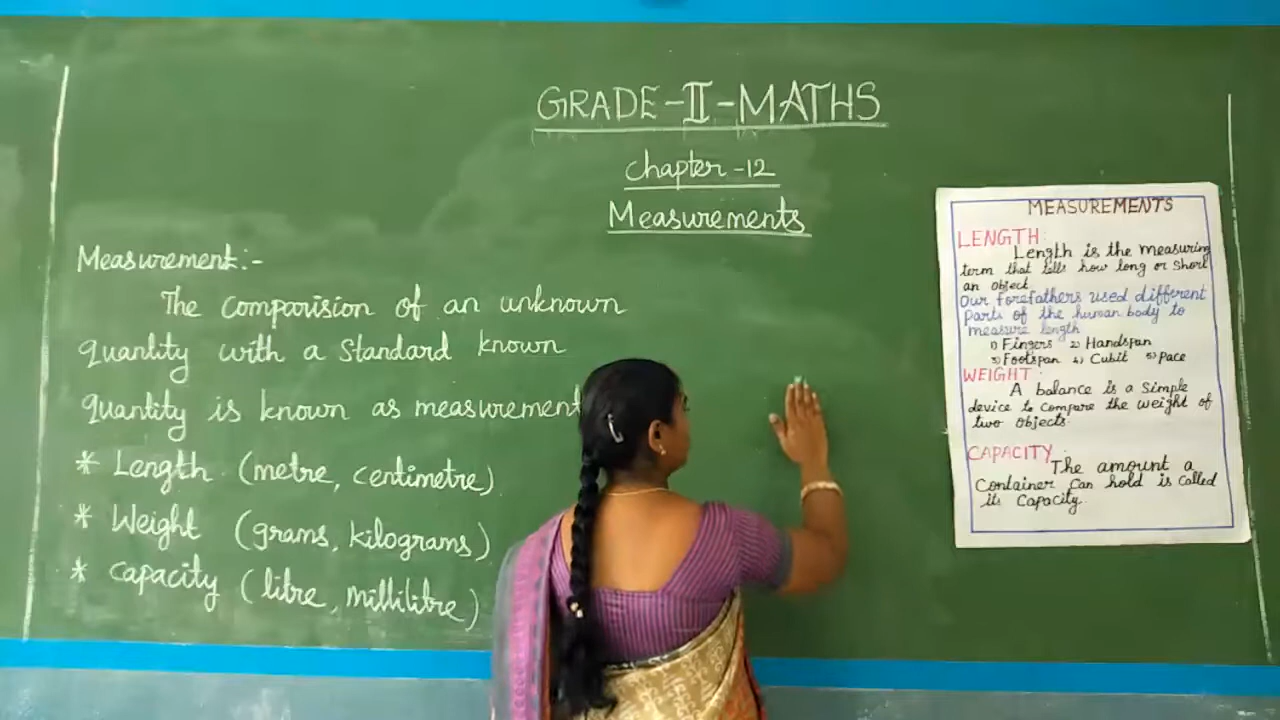 GRADE-II-MATHS
Chapter-12
Measurements
Measurement:-
The Comparision of an unknown
quantity with a Standard known
quantity is known as measurement
* Length (metre, centimetre)
* Weight (grams, kilograms)
* Capacity (litre, millilitre)
MEASUREMENTS
LENGTH:
Length is the measuring
term that tells how long or Short
an object
Our forefathers used different
parts of the human body to
measure length
1) Fingers 2) Handspan
3) Footspan 4) Cubit 5) Pace
WEIGHT:
A balance is a Simple
device to compare the weight of
two objects.
CAPACITY:
The amount a
Container Can hold is Called
its Capacity.